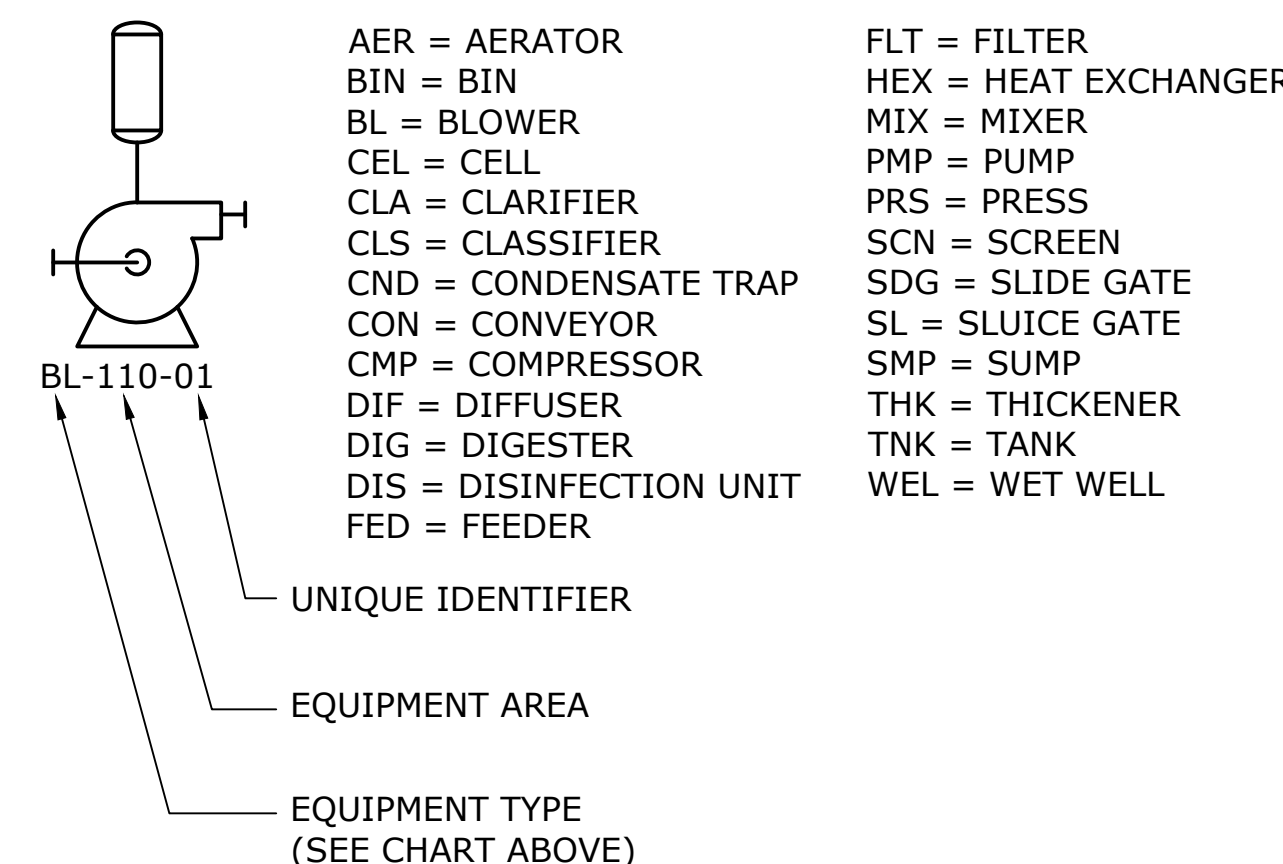 AER = AERATOR
BIN = BIN
BL = BLOWER
CEL = CELL
CLA = CLARIFIER
CLS = CLASSIFIER
CND = CONDENSATE TRAP
CON = CONVEYOR
CMP = COMPRESSOR
DIF = DIFFUSER
DIG = DIGESTER
DIS = DISINFECTION UNIT
FED = FEEDER
FLT = FILTER
HEX = HEAT EXCHANGER
MIX = MIXER
PMP = PUMP
PRS = PRESS
SCN = SCREEN
SDG = SLIDE GATE
SL = SLUICE GATE
SMP = SUMP
THK = THICKENER
TNK = TANK
WEL = WET WELL
BL-110-01
UNIQUE IDENTIFIER
EQUIPMENT AREA
EQUIPMENT TYPE
(SEE CHART ABOVE)